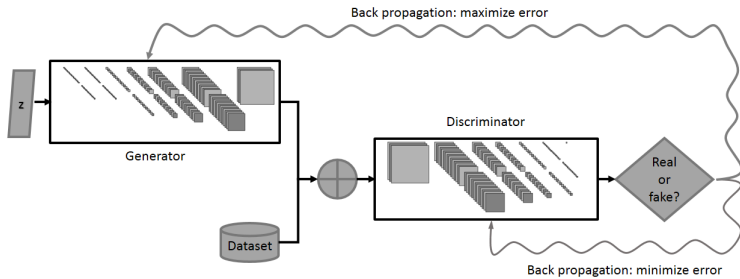 Back propagation: maximize error
z
Generator
Discriminator
Real
or
fake?
Dataset
Back propagation: minimize error